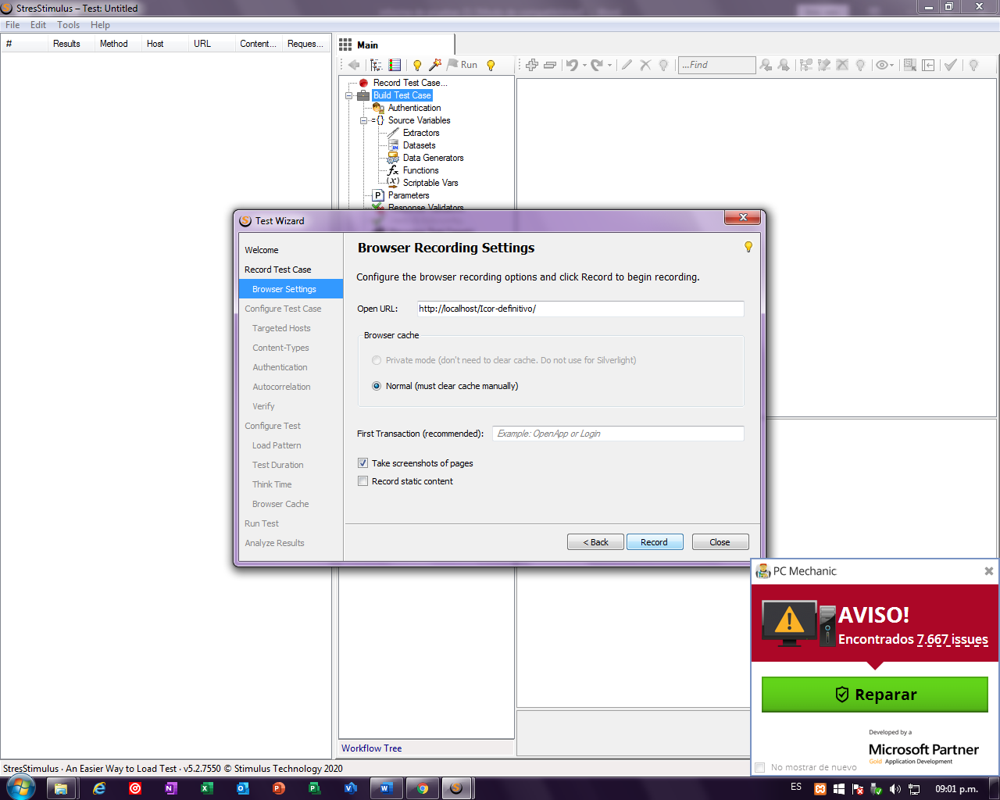 StresStimulus – Test: Untitled
File Edit Tools Help
# Results Method Host URL Content... Reques...
Main
Run
...Find
Record Test Case...
Build Test Case
Authentication
Source Variables
Extractors
Datasets
Data Generators
Functions
Scriptable Vars
Parameters
Response Validators
Test Wizard
Welcome
Record Test Case
Browser Settings
Configure Test Case
Targeted Hosts
Content-Types
Authentication
Autocorrelation
Verify
Configure Test
Load Pattern
Test Duration
Think Time
Browser Cache
Run Test
Analyze Results
Browser Recording Settings
Configure the browser recording options and click Record to begin recording.
Open URL: http://localhost/Icor-definitivo/
Browser cache
Private mode (don't need to clear cache. Do not use for Silverlight)
Normal (must clear cache manually)
First Transaction (recommended): Example: OpenApp or Login
Take screenshots of pages
Record static content
< Back Record Close
PC Mechanic
AVISO!
Encontrados 7.667 issues
Reparar
Developed by a
Microsoft Partner
Gold Application Development
No mostrar de nuevo
Workflow Tree
StresStimulus · An Easier Way to Load Test · v5.2.7550 © Stimulus Technology 2020
ES 09:01 p.m.